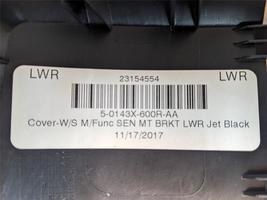 LWR LWR
23154554
5-0143X-600R-AA
Cover-W/S M/Func SEN MT BRKT LWR Jet Black
11/17/2017